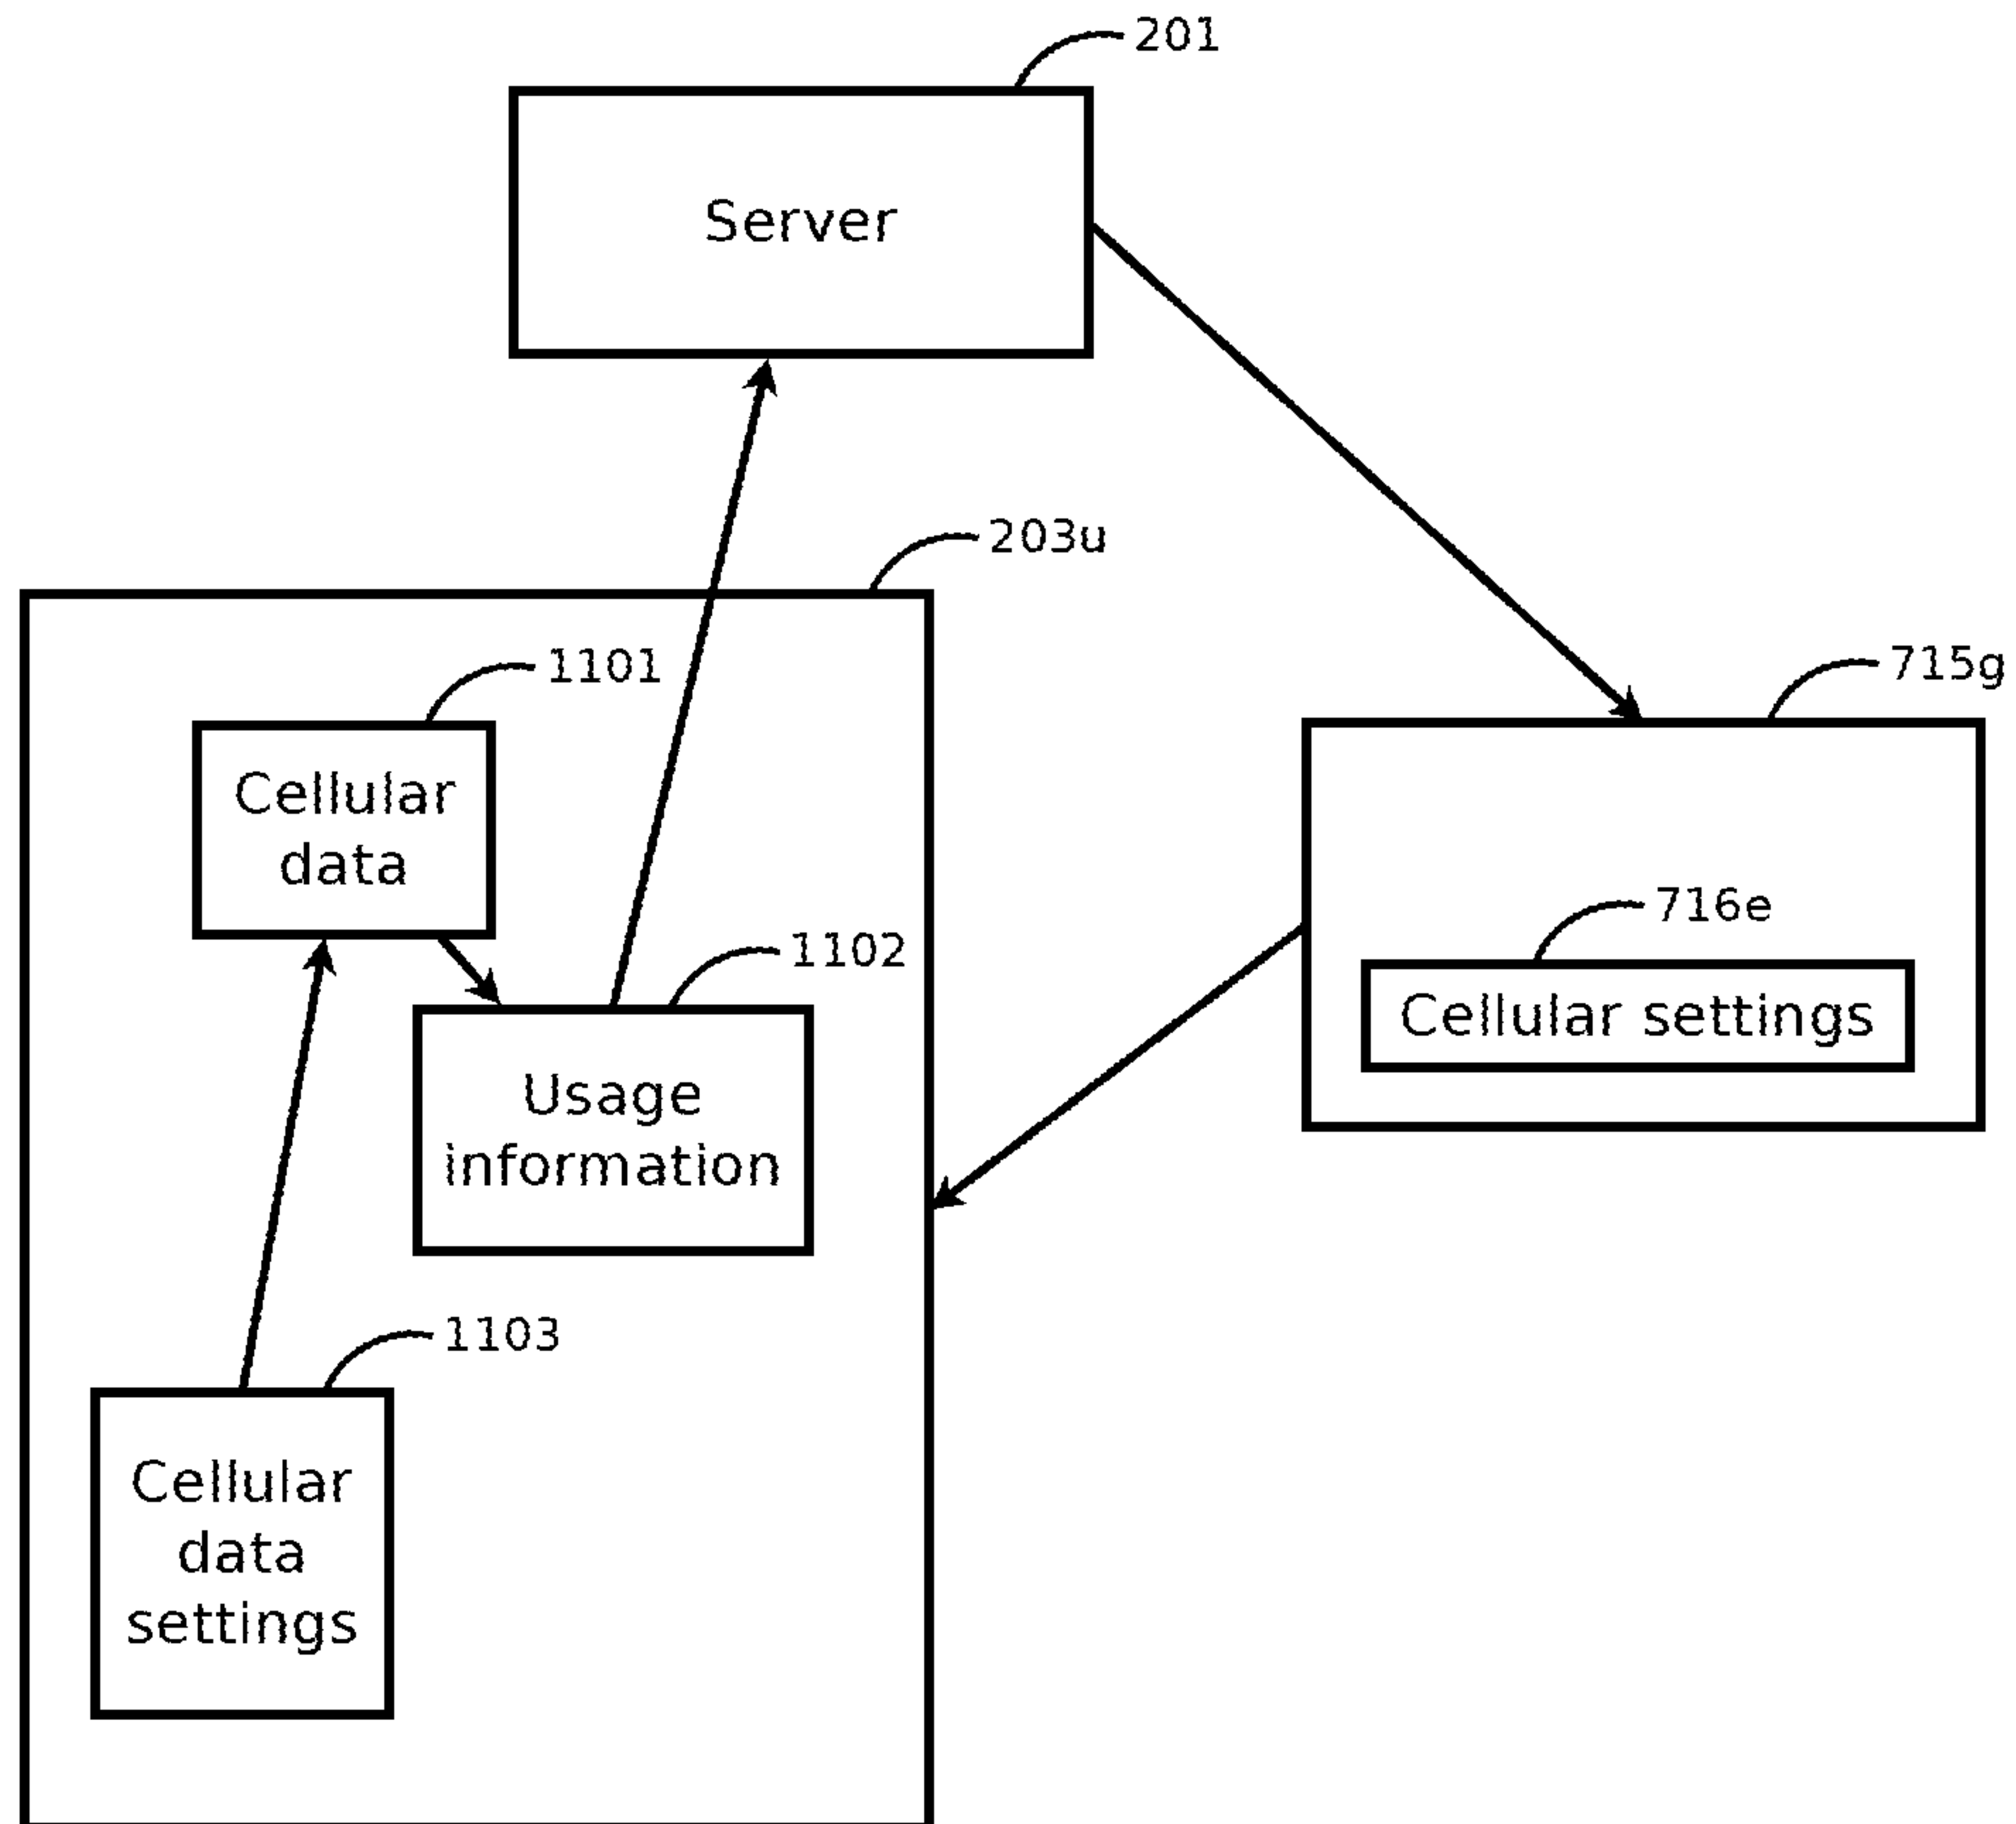 201
Server
203u
1101
715g
Cellular
data
716e
1102
Cellular settings
Usage
information
1103
Cellular
data
settings